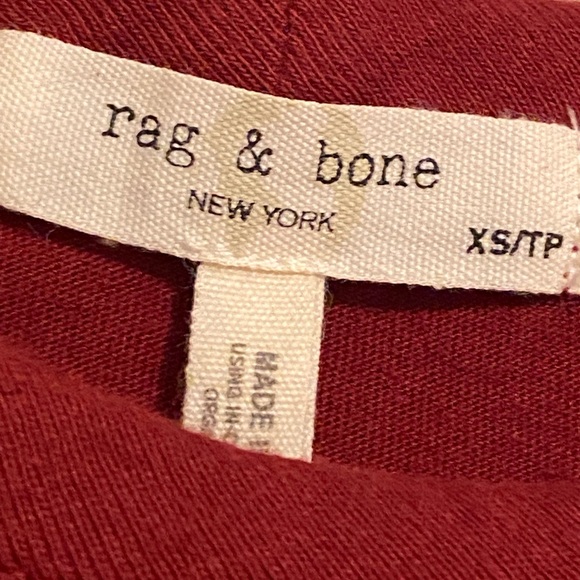 rag & bone
NEW YORK
XS/TP
MADE
USING